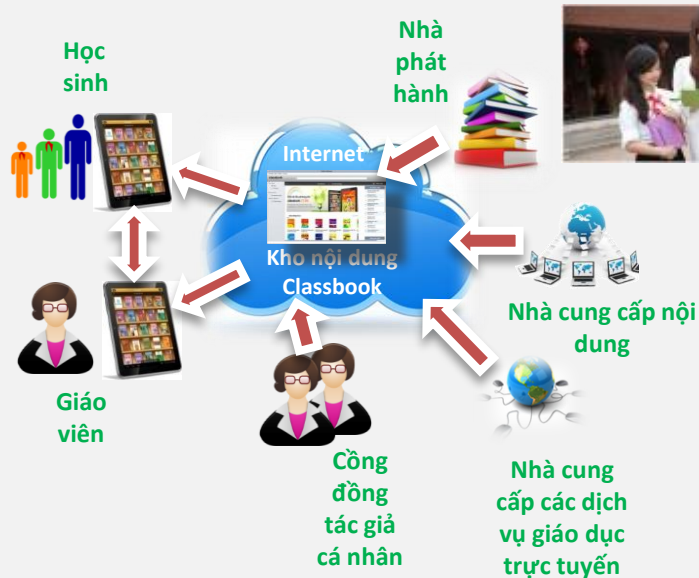 Học
sinh
Nhà
phát
hành
Internet
Kho nội dung
Classbook
Nhà cung cấp nội
dung
Giáo
viên
Cồng
đồng
tác giả
cá nhân
Nhà cung
cấp các dịch
vụ giáo dục
trực tuyến